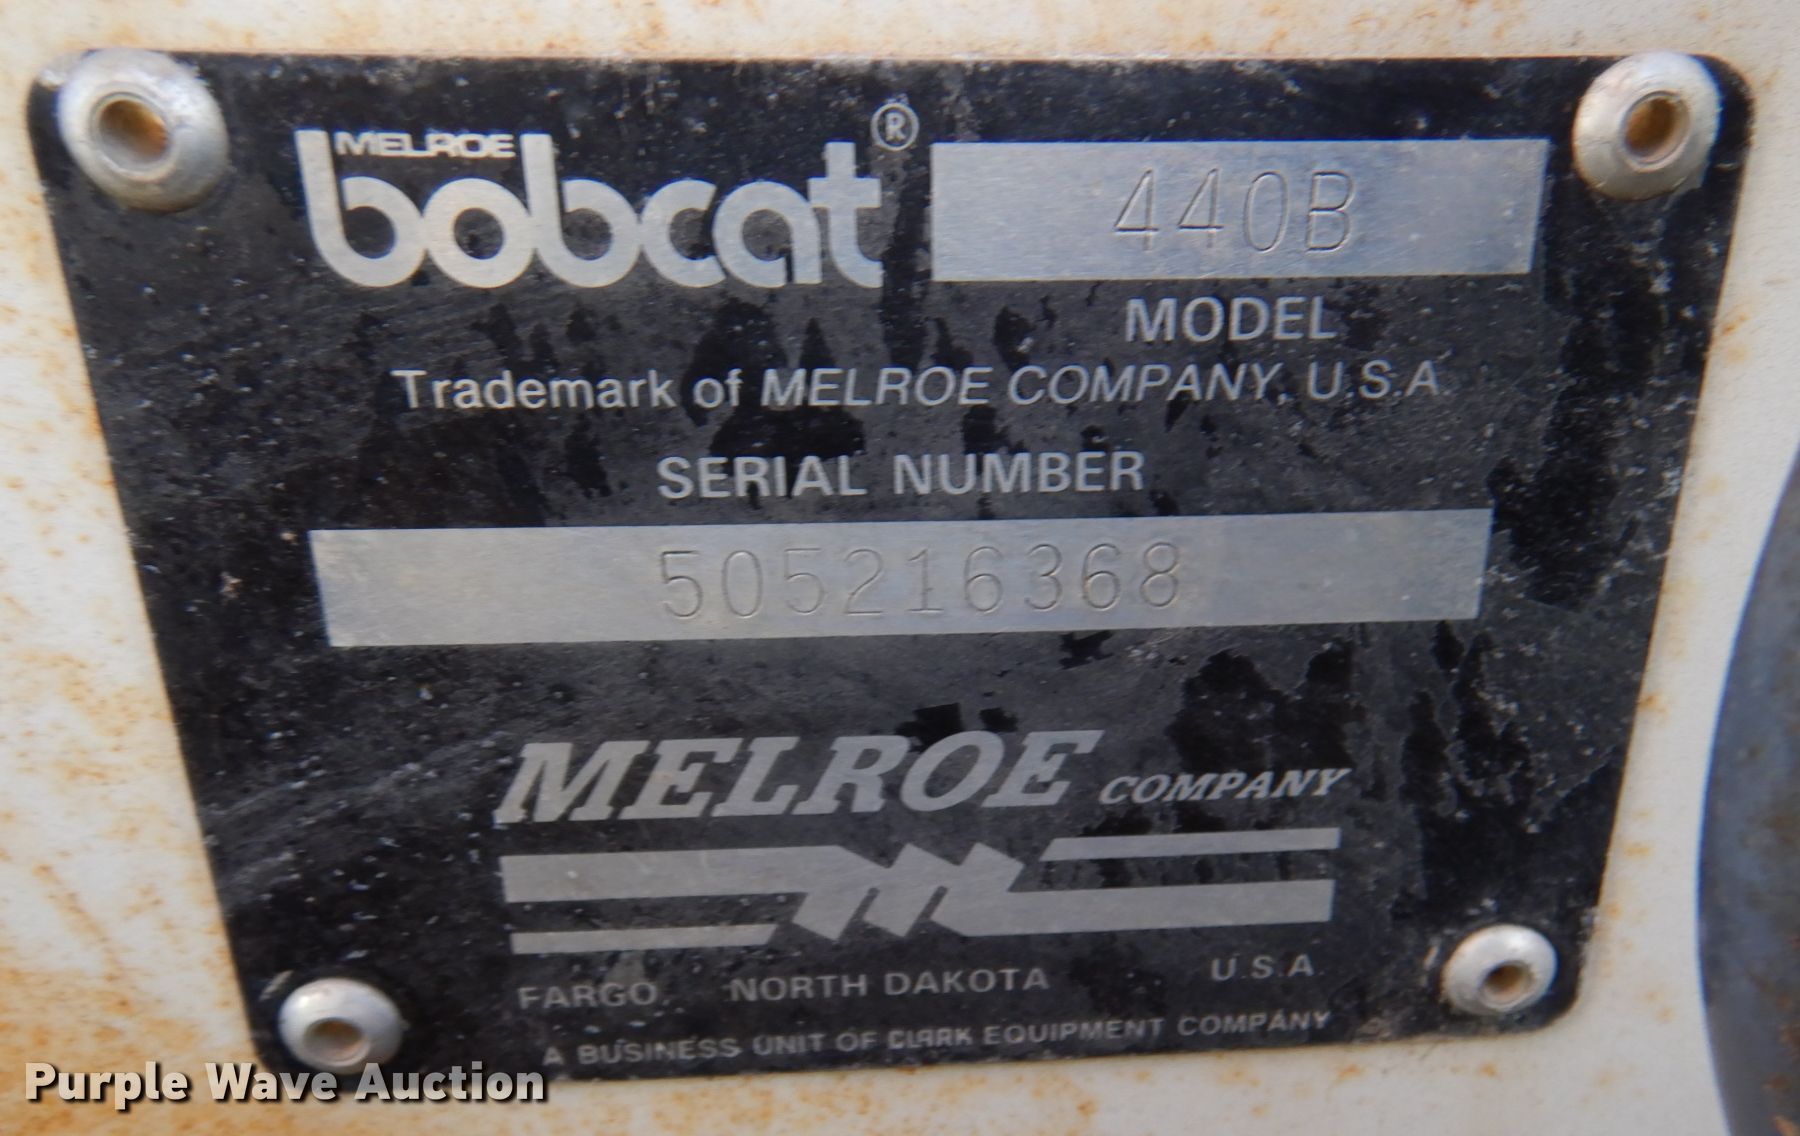 MELROE
bobcat®
440B
MODEL
Trademark of MELROE COMPANY, U.S.A.
SERIAL NUMBER
505216368
MELROE COMPANY
FARGO, NORTH DAKOTA U.S.A.
A BUSINESS UNIT OF CLARK EQUIPMENT COMPANY
Purple Wave Auction